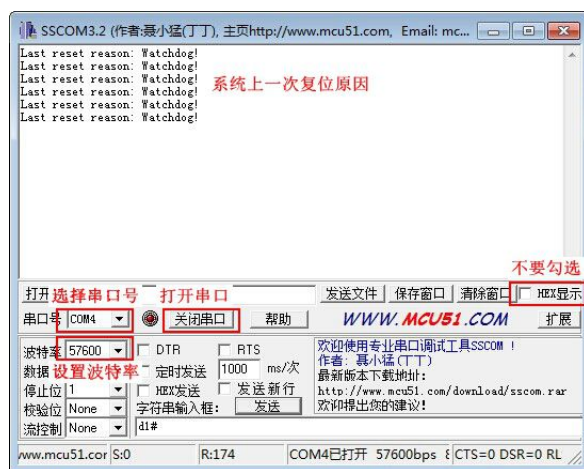 SSCOM3.2 (作者:聂小猛(丁丁), 主页http://www.mcu51.com, Email: mc...
Last reset reason: Watchdog!
Last reset reason: Watchdog!
Last reset reason: Watchdog!
Last reset reason: Watchdog!
Last reset reason: Watchdog!
Last reset reason: Watchdog!
系统上一次复位原因
不要勾选
打开 选择串口号 打开串口 发送文件 保存窗口 清除窗口 HEX显示
串口号 COM4 关闭串口 帮助 WWW.MCU51.COM 扩展
波特率 57600 DTR RTS
数据 设置波特率 定时发送 1000 ms/次
停止位 1 HEX发送 发送新行
校验位 None 字符串输入框: 发送
流控制 None d1#
欢迎使用专业串口调试工具SSCOM !
作者: 聂小猛(丁丁)
最新版本下载地址:
http://www.mcu51.com/download/sscom.rar
欢迎提出您的建议!
www.mcu51.cor S:0 R:174 COM4已打开 57600bps CTS=0 DSR=0 RL